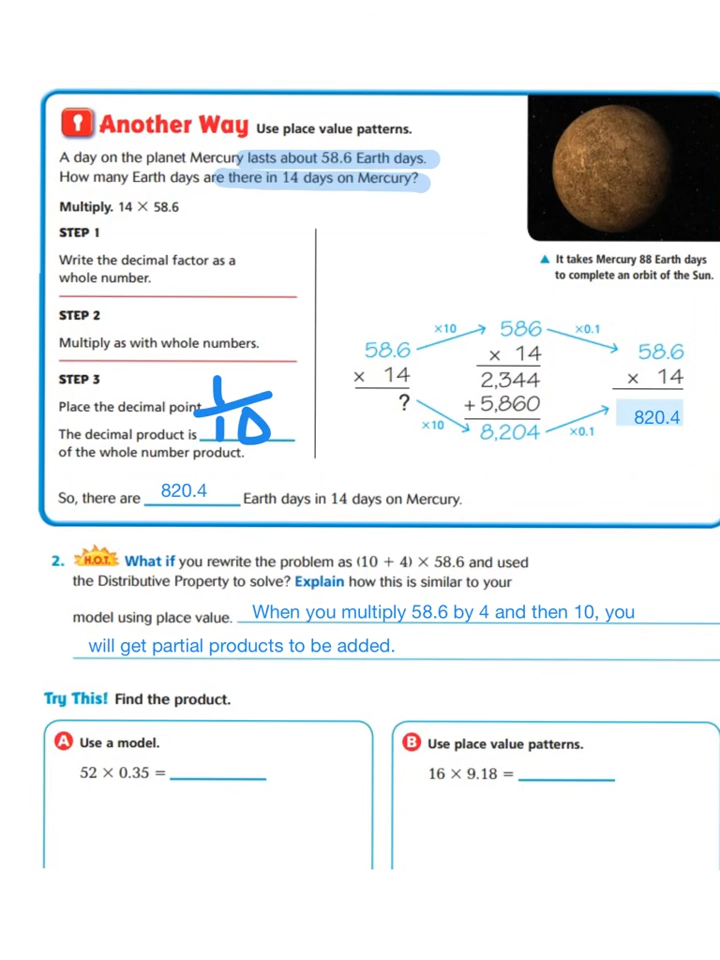 Another Way Use place value patterns.
A day on the planet Mercury lasts about 58.6 Earth days.
How many Earth days are there in 14 days on Mercury?
Multiply. 14 × 58.6
STEP 1
Write the decimal factor as a
whole number.
STEP 2
Multiply as with whole numbers.
STEP 3
Place the decimal point.
The decimal product is 1/10
of the whole number product.
▲ It takes Mercury 88 Earth days
to complete an orbit of the Sun.
58.6
× 14
?
×10
×10
586
× 14
2,344
+ 5,860
8,204
×0.1
×0.1
58.6
× 14
820.4
So, there are 820.4 Earth days in 14 days on Mercury.
2. H.O.T. What if you rewrite the problem as (10 + 4) × 58.6 and used
the Distributive Property to solve? Explain how this is similar to your
model using place value. When you multiply 58.6 by 4 and then 10, you
will get partial products to be added.
Try This! Find the product.
A Use a model.
52 × 0.35 =
B Use place value patterns.
16 × 9.18 =